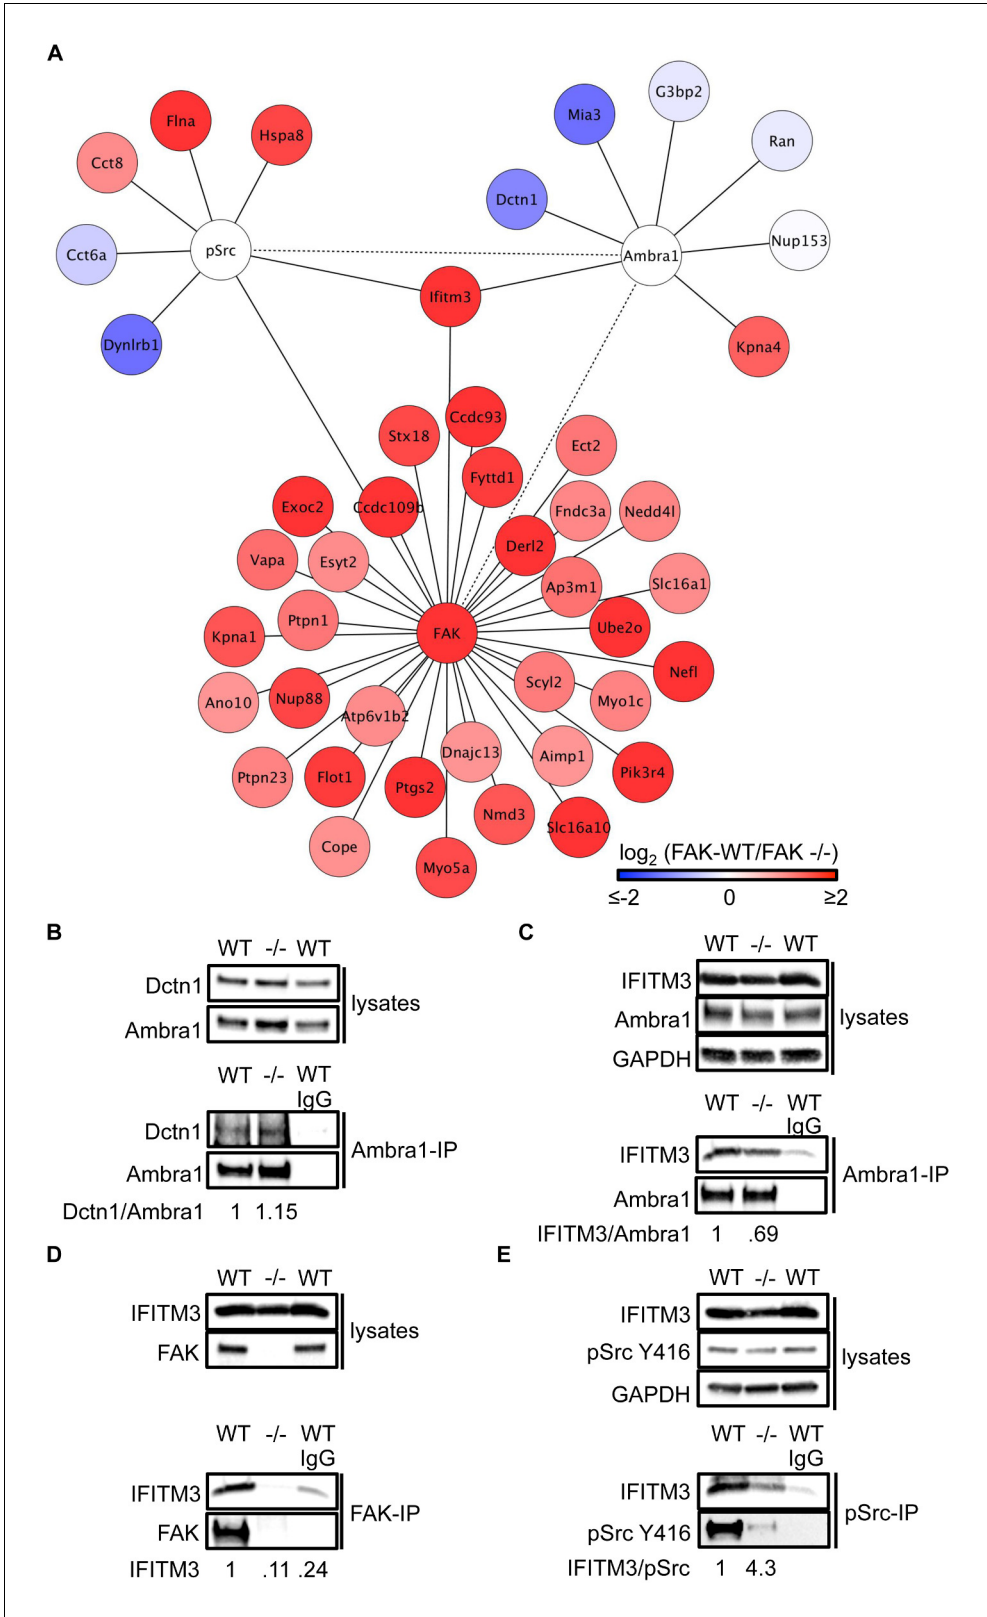 A
Flna
Hspa8
Cct8
Cct6a
pSrc
Dynlrb1
Mia3
G3bp2
Ran
Dctn1
Nup153
Ambra1
Kpna4
Ifitm3
Ccdc93
Stx18
Ect2
Fyttd1
Exoc2
Ccdc109b
Fndc3a
Nedd4l
Derl2
Vapa
Esyt2
Ap3m1
Slc16a1
Ptpn1
Kpna1
FAK
Ube2o
Nefl
Scyl2
Ano10
Nup88
Myo1c
Atp6v1b2
Dnajc13
Aimp1
Ptpn23
Flot1
Ptgs2
Pik3r4
Nmd3
Slc16a10
Cope
Myo5a
log2 (FAK-WT/FAK -/-)
≤-2 0 ≥2
B
WT -/- WT
Dctn1
Ambra1
lysates
WT -/- WT
IgG
Dctn1
Ambra1
Ambra1-IP
Dctn1/Ambra1 1 1.15
C
WT -/- WT
IFITM3
Ambra1
GAPDH
lysates
WT -/- WT
IgG
IFITM3
Ambra1
Ambra1-IP
IFITM3/Ambra1 1 .69
D
WT -/- WT
IFITM3
FAK
lysates
WT -/- WT
IgG
IFITM3
FAK
FAK-IP
IFITM3 1 .11 .24
E
WT -/- WT
IFITM3
pSrc Y416
GAPDH
lysates
WT -/- WT
IgG
IFITM3
pSrc Y416
pSrc-IP
IFITM3/pSrc 1 4.3